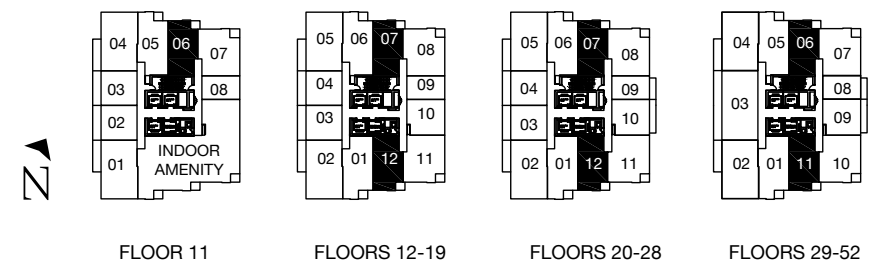 04 05 06 07
03 08
02
01 INDOOR AMENITY
FLOOR 11
05 06 07 08
04 09
03 10
02 01 12 11
FLOORS 12-19
05 06 07 08
04 09
03 10
02 01 12 11
FLOORS 20-28
04 05 06 07
03 08
09
02 01 11 10
FLOORS 29-52
N